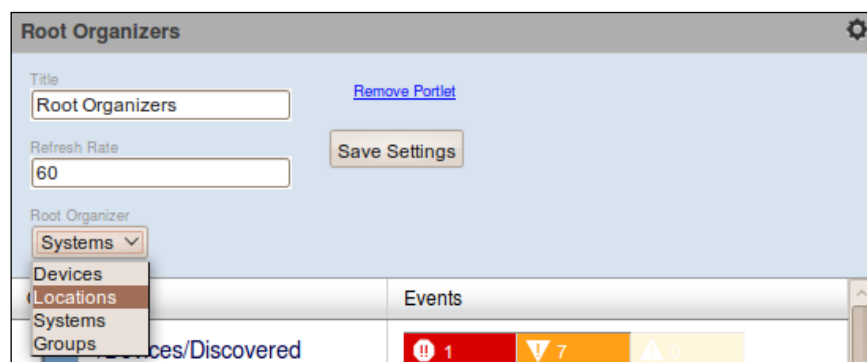 Root Organizers
Title
Root Organizers
Remove Portlet
Refresh Rate
60
Save Settings
Root Organizer
Systems
Devices
Locations
Systems
Groups
Events
ces/Discovered
1
7
0